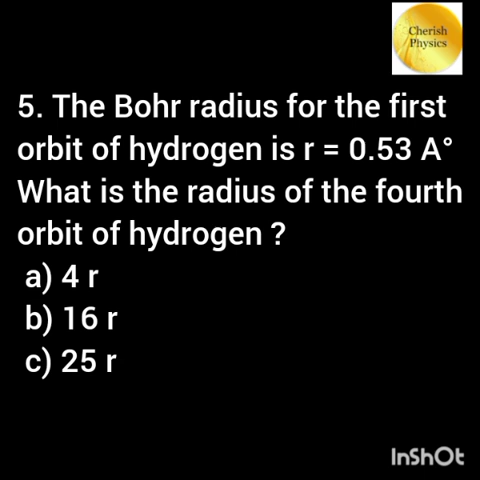 Cherish
Physics
5. The Bohr radius for the first
orbit of hydrogen is r = 0.53 A°
What is the radius of the fourth
orbit of hydrogen ?
a) 4 r
b) 16 r
c) 25 r
InShOt